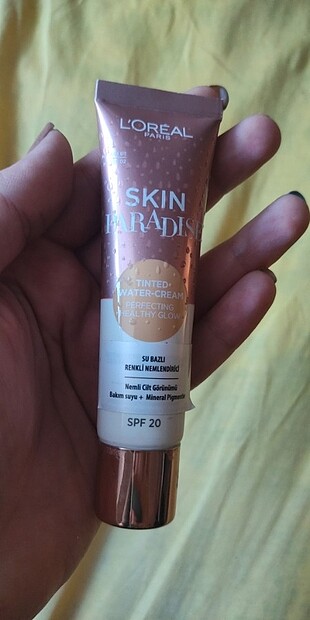 L'ORÉAL
PARIS
SKIN
PARADISE
TINTED
WATER-CREAM
PERFECTING
HEALTHY GLOW
SU BAZLI
RENKLİ NEMLENDİRİCİ
Nemli Cilt Görünümü
Bakım suyu + Mineral Pigmentler
SPF 20